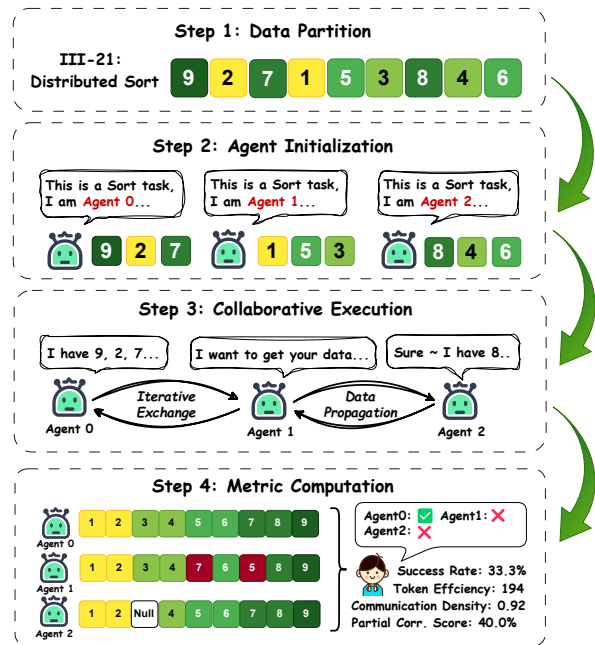 Step 1: Data Partition
III-21:
Distributed Sort
9 2 7 1 5 3 8 4 6
Step 2: Agent Initialization
This is a Sort task,
I am Agent 0...
This is a Sort task,
I am Agent 1...
This is a Sort task,
I am Agent 2...
9 2 7
1 5 3
8 4 6
Step 3: Collaborative Execution
I have 9, 2, 7...
I want to get your data...
Sure ~ I have 8..
Iterative
Exchange
Data
Propagation
Agent 0
Agent 1
Agent 2
Step 4: Metric Computation
1 2 3 4 5 6 7 8 9
Agent 0
1 2 3 4 7 6 5 8 9
Agent 1
1 2 Null 4 5 6 7 8 9
Agent 2
Agent0: ✅ Agent1: ❌
Agent2: ❌
Success Rate: 33.3%
Token Effciency: 194
Communication Density: 0.92
Partial Corr. Score: 40.0%